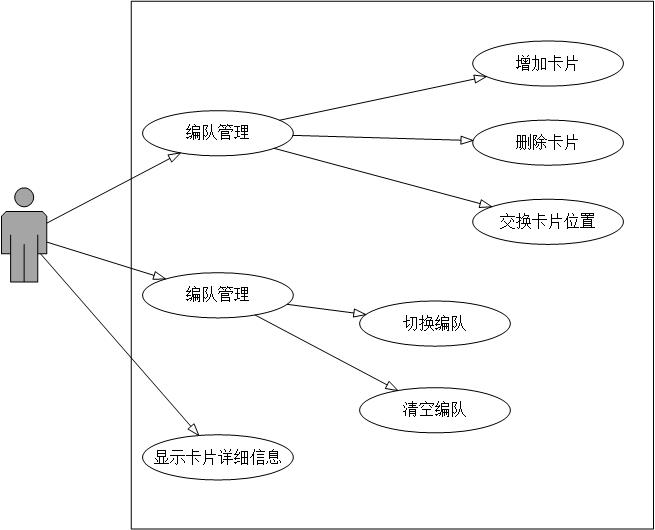 增加卡片
编队管理
删除卡片
交换卡片位置
编队管理
切换编队
清空编队
显示卡片详细信息